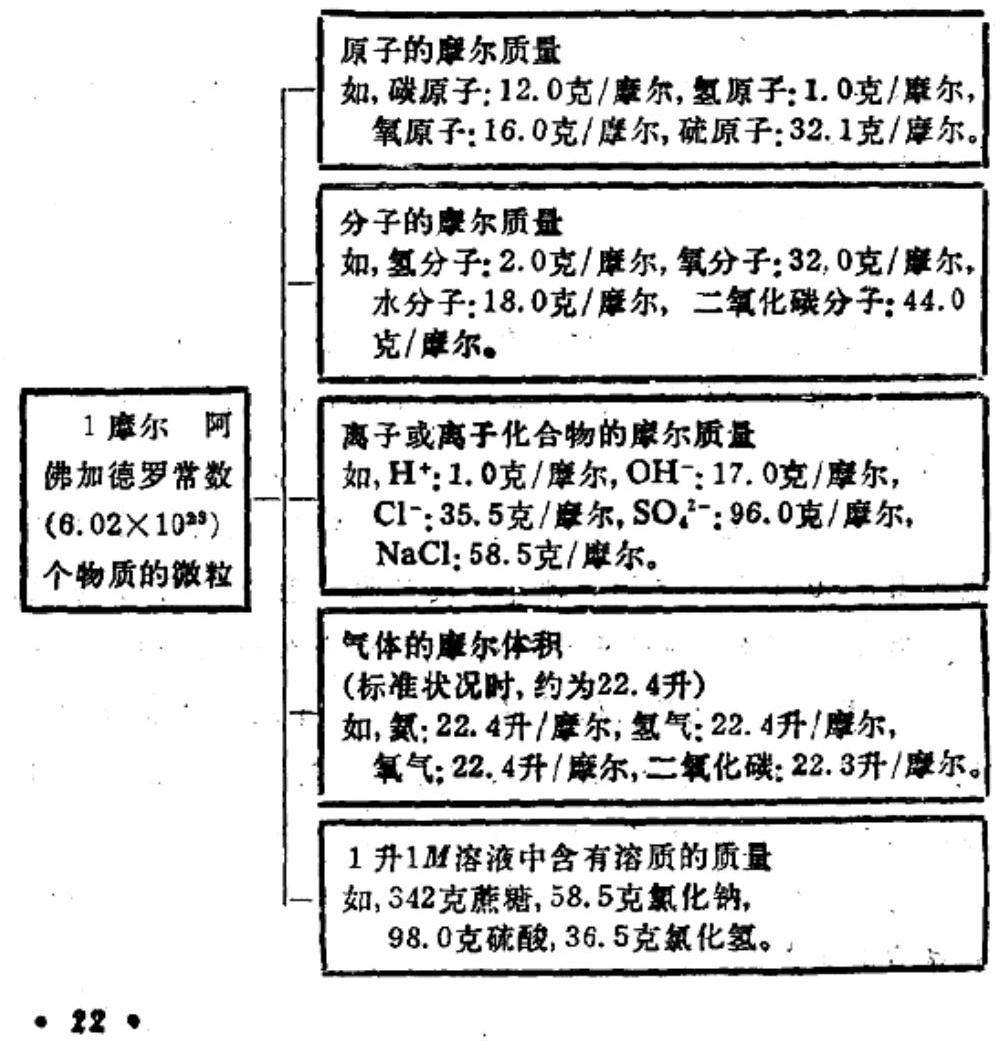 原子的摩尔质量
如,碳原子:12.0克/摩尔,氢原子:1.0克/摩尔,
氧原子:16.0克/摩尔,硫原子:32.1克/摩尔。
分子的摩尔质量
如,氢分子:2.0克/摩尔,氧分子:32.0克/摩尔,
水分子:18.0克/摩尔, 二氧化碳分子:44.0
克/摩尔。
1摩尔 阿
佛加德罗常数
(6.02×10²³)
个物质的微粒
离子或离子化合物的摩尔质量
如,H⁺:1.0克/摩尔,OH⁻:17.0克/摩尔,
Cl⁻:35.5克/摩尔,SO₄²⁻:96.0克/摩尔,
NaCl:58.5克/摩尔。
气体的摩尔体积
(标准状况时,约为22.4升)
如,氦:22.4升/摩尔,氢气:22.4升/摩尔,
氧气:22.4升/摩尔,二氧化碳:22.3升/摩尔。
1升1M溶液中含有溶质的质量
如,342克蔗糖,58.5克氯化钠,
98.0克硫酸,36.5克氯化氢。
• 22 •